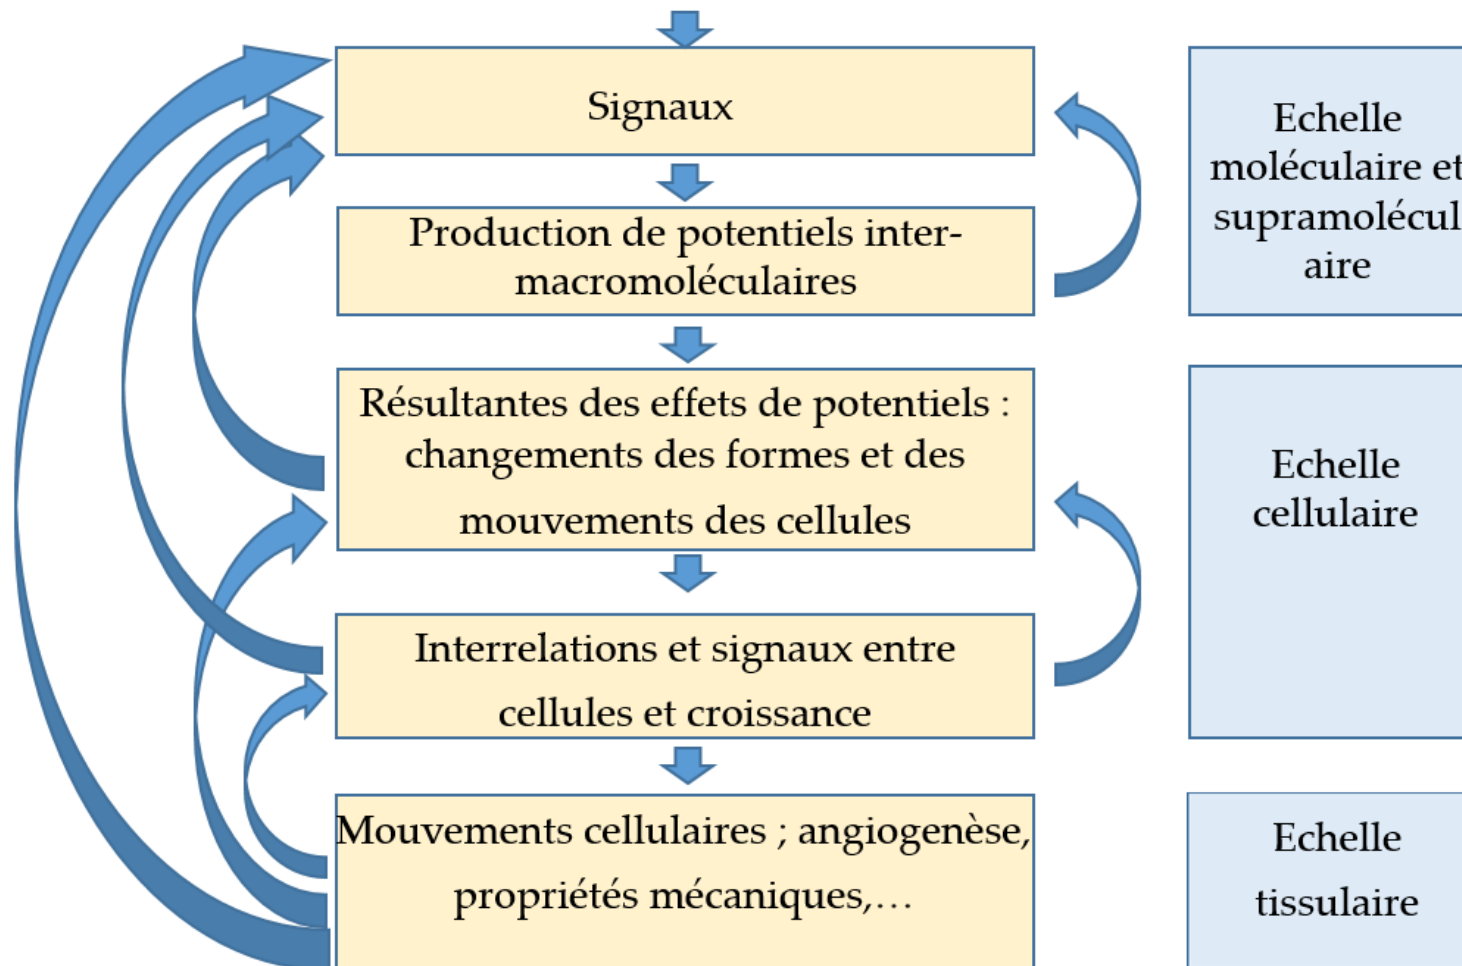 Signaux
Production de potentiels inter-
macromoléculaires
Résultantes des effets de potentiels :
changements des formes et des
mouvements des cellules
Interrelations et signaux entre
cellules et croissance
Mouvements cellulaires ; angiogenèse,
propriétés mécaniques,…
Echelle
moléculaire et
supramolécul
aire
Echelle
cellulaire
Echelle
tissulaire